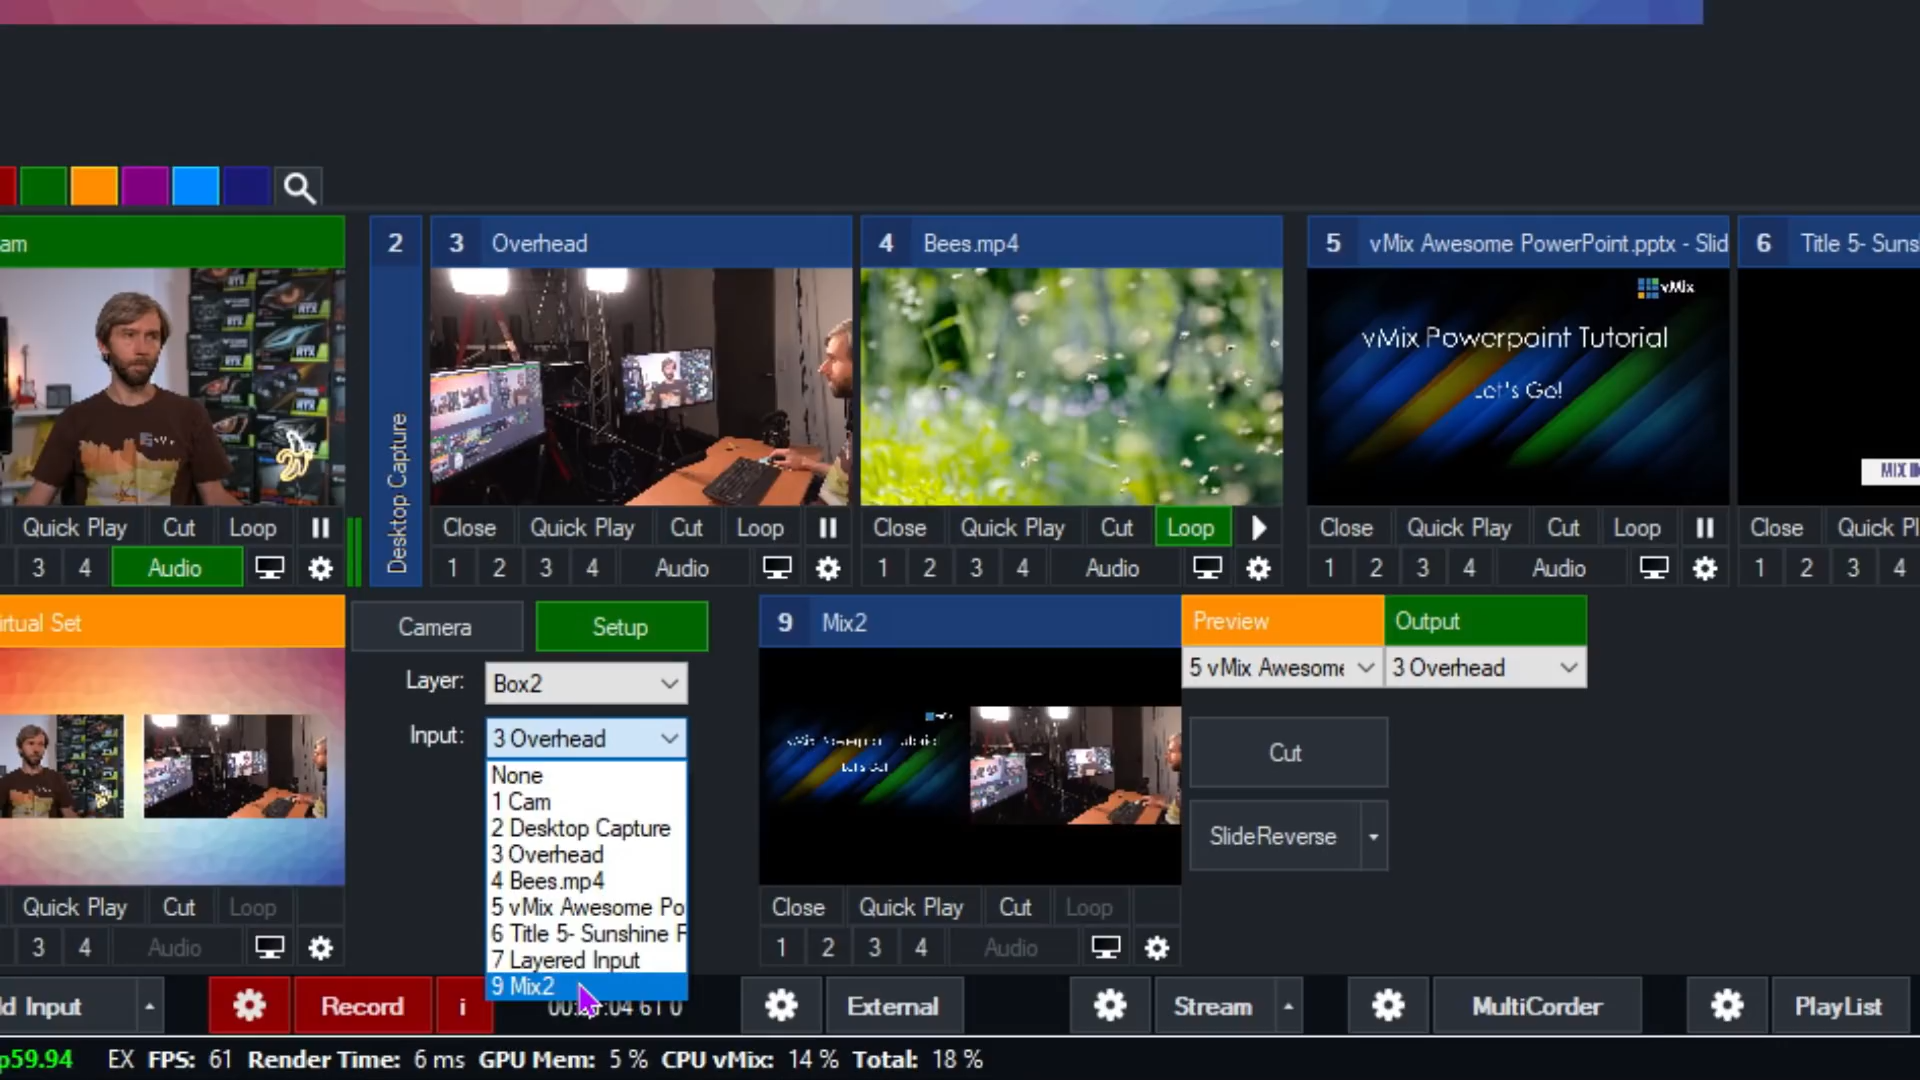 am
2
Desktop Capture
3 Overhead
4 Bees.mp4
5 vMix Awesome PowerPoint.pptx - Slid
6 Title 5- Suns
vMix
vMix Powerpoint Tutorial
Let's Go!
Quick Play Cut Loop
3 4 Audio
Close Quick Play Cut Loop
1 2 3 4 Audio
Close Quick Play Cut Loop
1 2 3 4 Audio
Close Quick Play Cut Loop
1 2 3 4 Audio
Close Quick Pl
1 2 3 4
irtual Set
Camera Setup
Layer: Box2
Input: 3 Overhead
None
1 Cam
2 Desktop Capture
3 Overhead
4 Bees.mp4
5 vMix Awesome Po
6 Title 5- Sunshine F
7 Layered Input
9 Mix2
9 Mix2
vMix Powerpoint Tutorial
Let's Go!
Preview Output
5 vMix Awesome 3 Overhead
Cut
SlideReverse
Quick Play Cut Loop
3 4 Audio
Close Quick Play Cut Loop
1 2 3 4 Audio
dd Input Record i External Stream MultiCorder PlayList
p59.94 EX FPS: 61 Render Time: 6 ms GPU Mem: 5 % CPU vMix: 14 % Total: 18 %